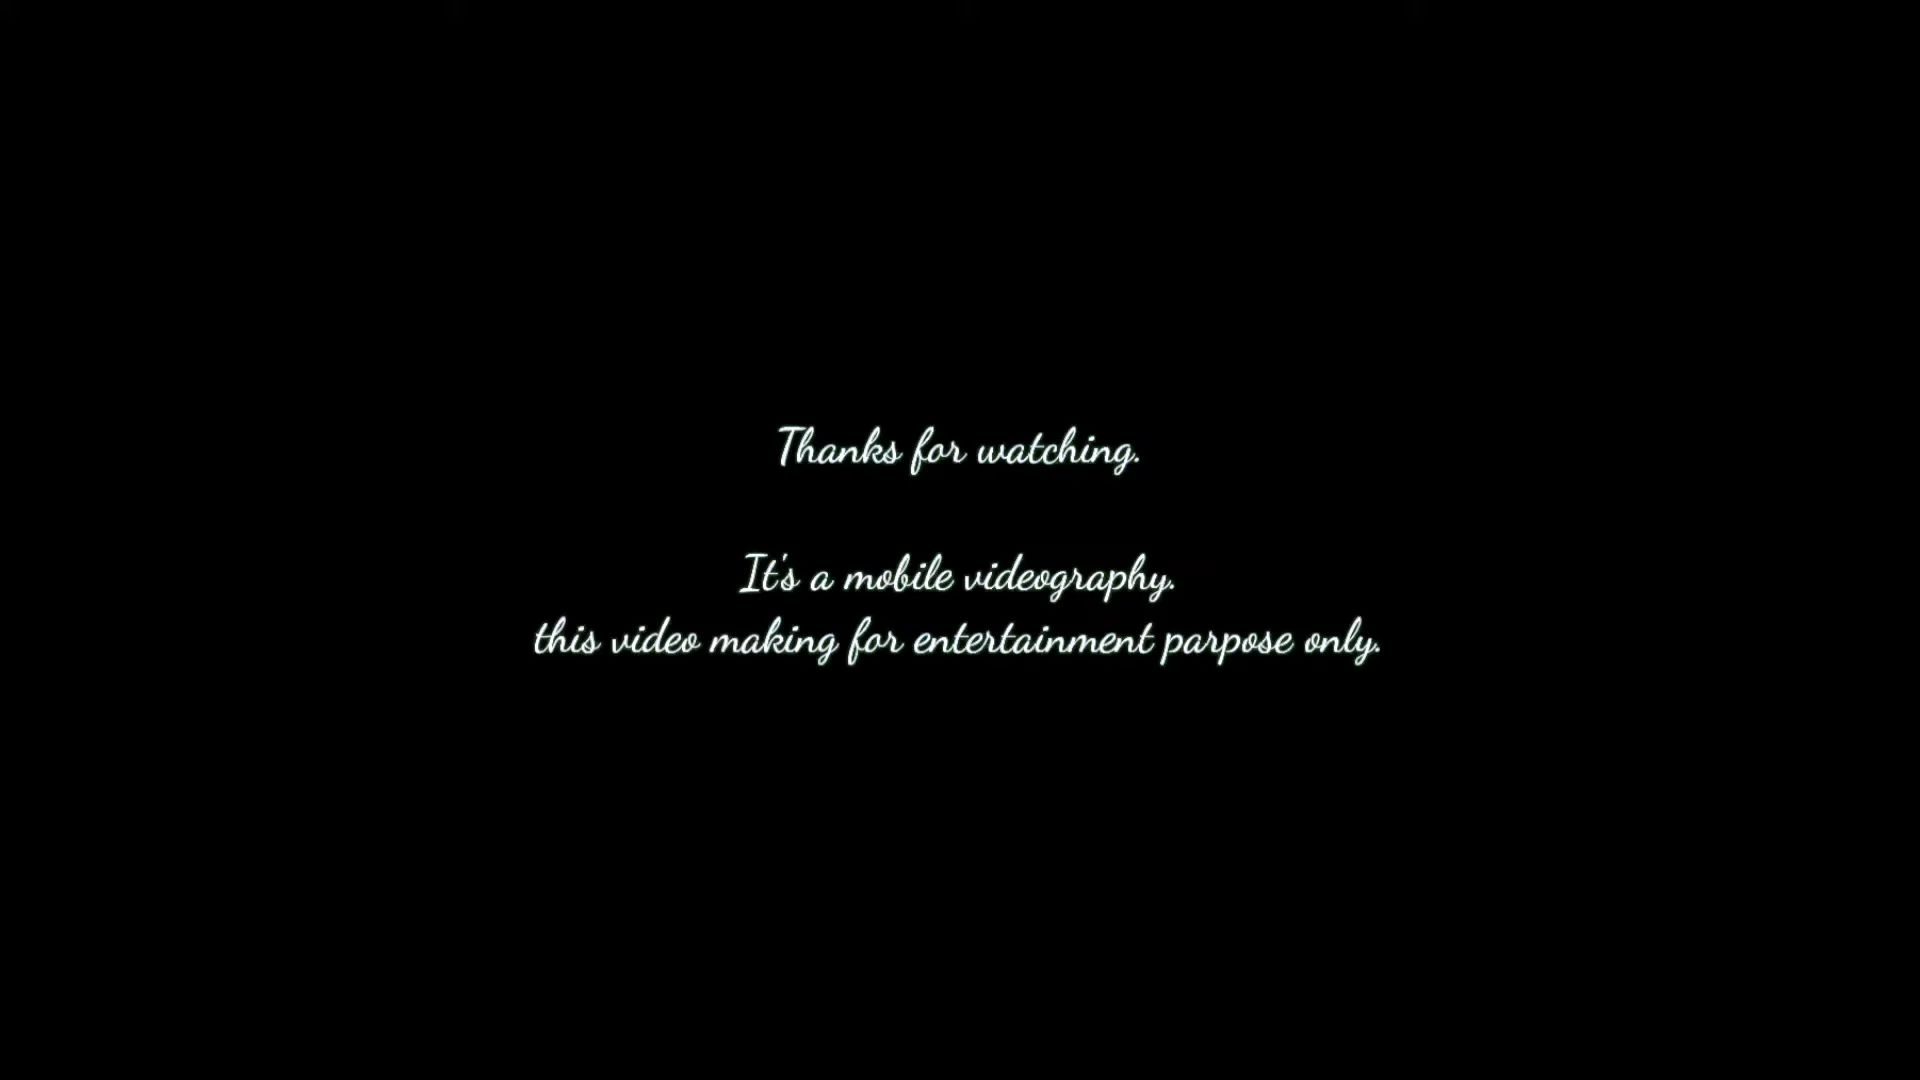 Thanks for watching.
It's a mobile videography.
this video making for entertainment parpose only.